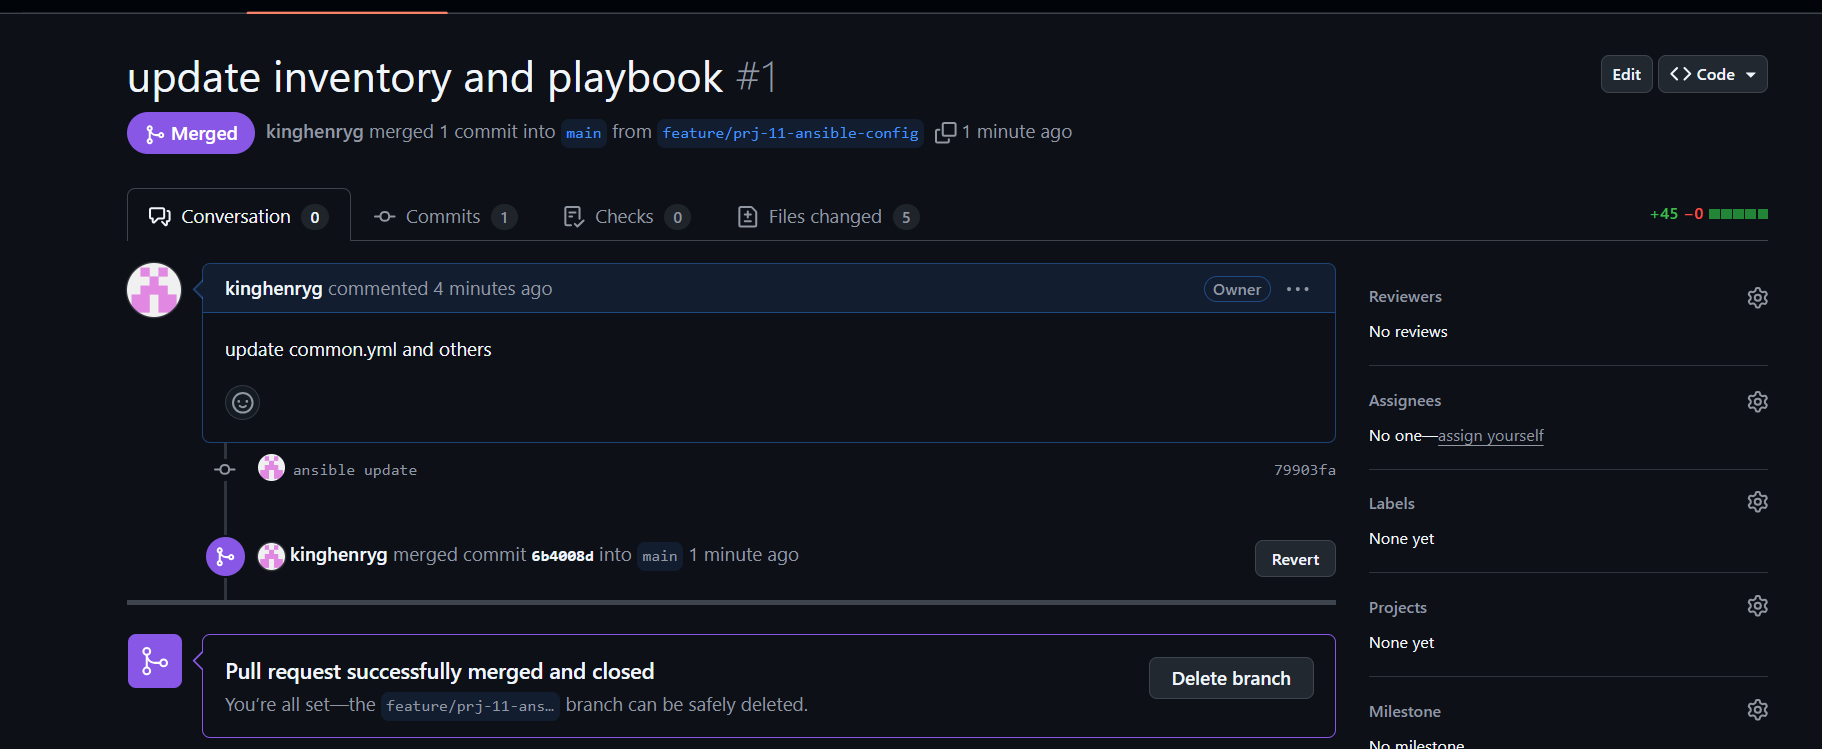 update inventory and playbook #1
Edit
Code
Merged
kinghenryg merged 1 commit into main from feature/prj-11-ansible-config 1 minute ago
Conversation 0
Commits 1
Checks 0
Files changed 5
+45 −0
kinghenryg commented 4 minutes ago
Owner
update common.yml and others
ansible update
79903fa
kinghenryg merged commit 6b4008d into main 1 minute ago
Revert
Pull request successfully merged and closed
You're all set—the feature/prj-11-ans… branch can be safely deleted.
Delete branch
Reviewers
No reviews
Assignees
No one—assign yourself
Labels
None yet
Projects
None yet
Milestone
No milestone